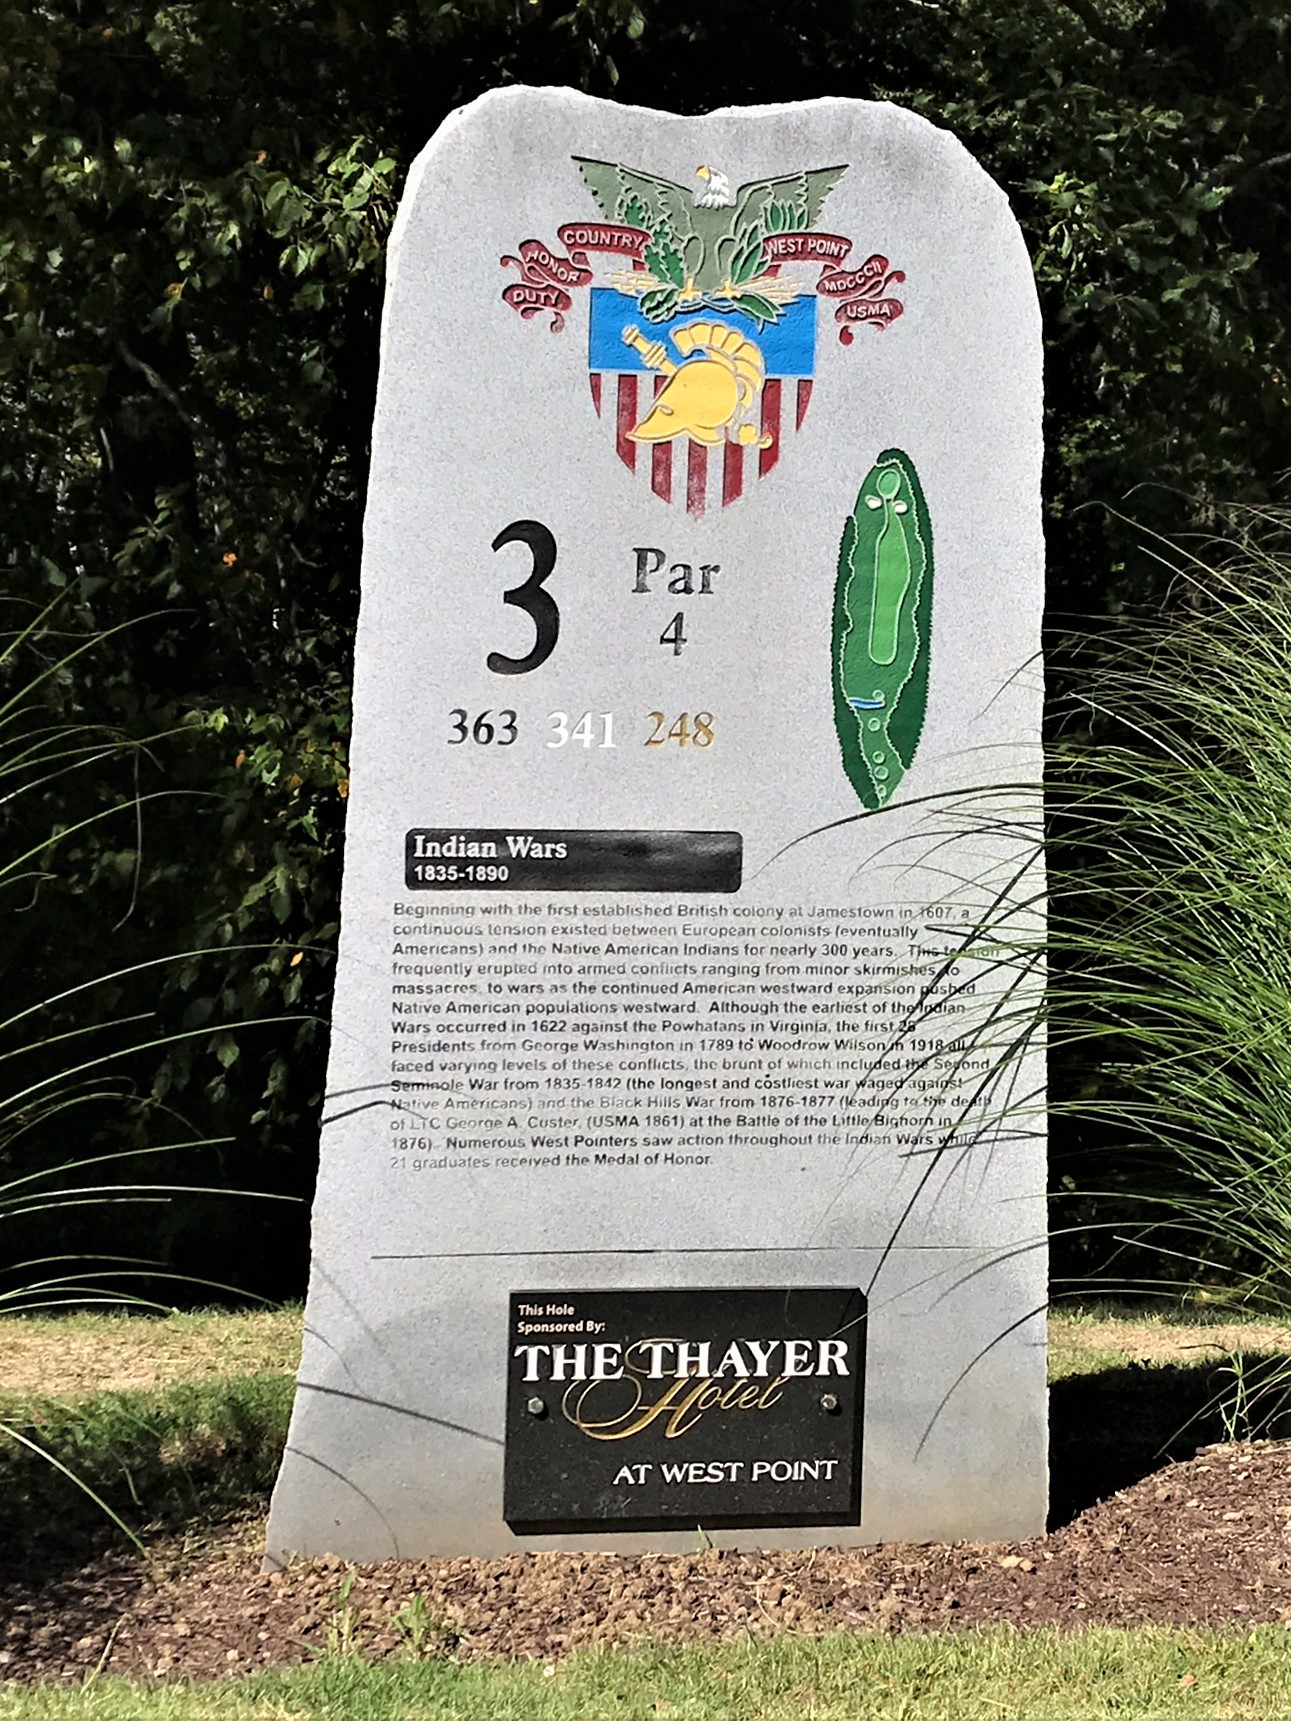 COUNTRY
HONOR
DUTY
WEST POINT
MDCCCII
USMA
3
Par
4
363 341 248
Indian Wars
1835-1890
Beginning with the first established British colony at Jamestown in 1607, a
continuous tension existed between European colonists (eventually
Americans) and the Native American Indians for nearly 300 years. This tension
frequently erupted into armed conflicts ranging from minor skirmishes, to
massacres, to wars as the continued American westward expansion pushed
Native American populations westward. Although the earliest of the Indian
Wars occurred in 1622 against the Powhatans in Virginia, the first 28
Presidents from George Washington in 1789 to Woodrow Wilson in 1918 all
faced varying levels of these conflicts, the brunt of which included the Second
Seminole War from 1835-1842 (the longest and costliest war waged against
Native Americans) and the Black Hills War from 1876-1877 (leading to the death
of LTC George A. Custer, (USMA 1861) at the Battle of the Little Bighorn in
1876). Numerous West Pointers saw action throughout the Indian Wars while
21 graduates received the Medal of Honor.
This Hole
Sponsored By:
THE THAYER
Hotel
AT WEST POINT